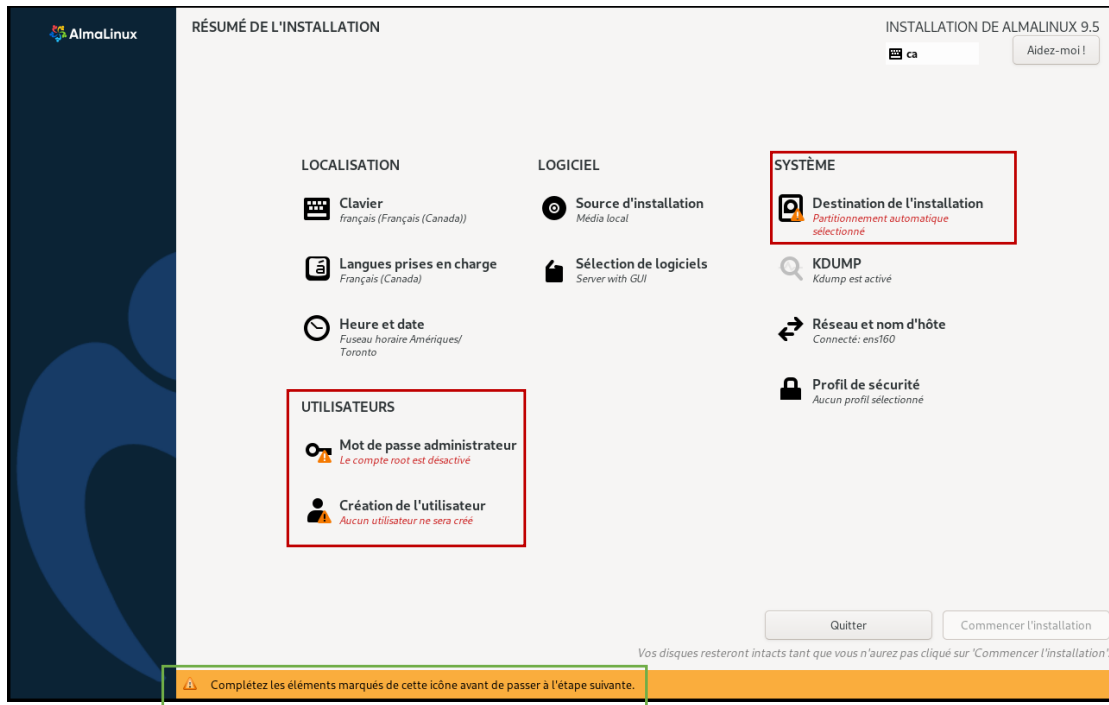 AlmaLinux
RÉSUMÉ DE L'INSTALLATION
INSTALLATION DE ALMALINUX 9.5
ca
Aidez-moi !
LOCALISATION
Clavier
français (Français (Canada))
Langues prises en charge
Français (Canada)
Heure et date
Fuseau horaire Amériques/
Toronto
LOGICIEL
Source d'installation
Média local
Sélection de logiciels
Server with GUI
SYSTÈME
Destination de l'installation
Partitionnement automatique
sélectionné
KDUMP
Kdump est activé
Réseau et nom d'hôte
Connecté: ens160
Profil de sécurité
Aucun profil sélectionné
UTILISATEURS
Mot de passe administrateur
Le compte root est désactivé
Création de l'utilisateur
Aucun utilisateur ne sera créé
Quitter
Commencer l'installation
Vos disques resteront intacts tant que vous n'aurez pas cliqué sur 'Commencer l'installation'.
Complétez les éléments marqués de cette icône avant de passer à l'étape suivante.